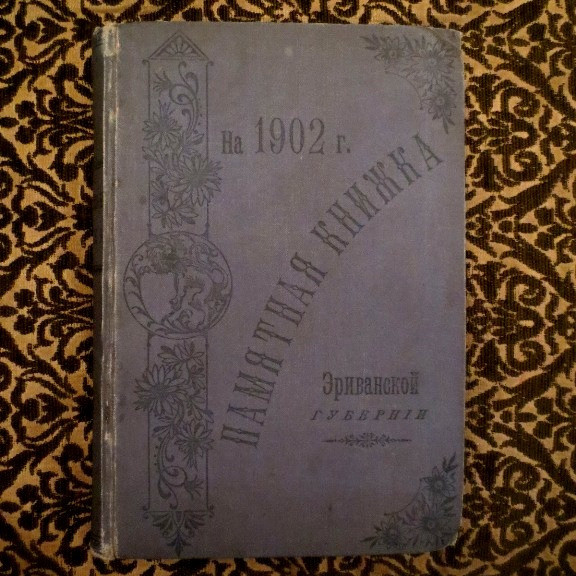 На 1902 г.
ПАМЯТНАЯ КНИЖКА
Эриванской
ГУБЕРНІИ